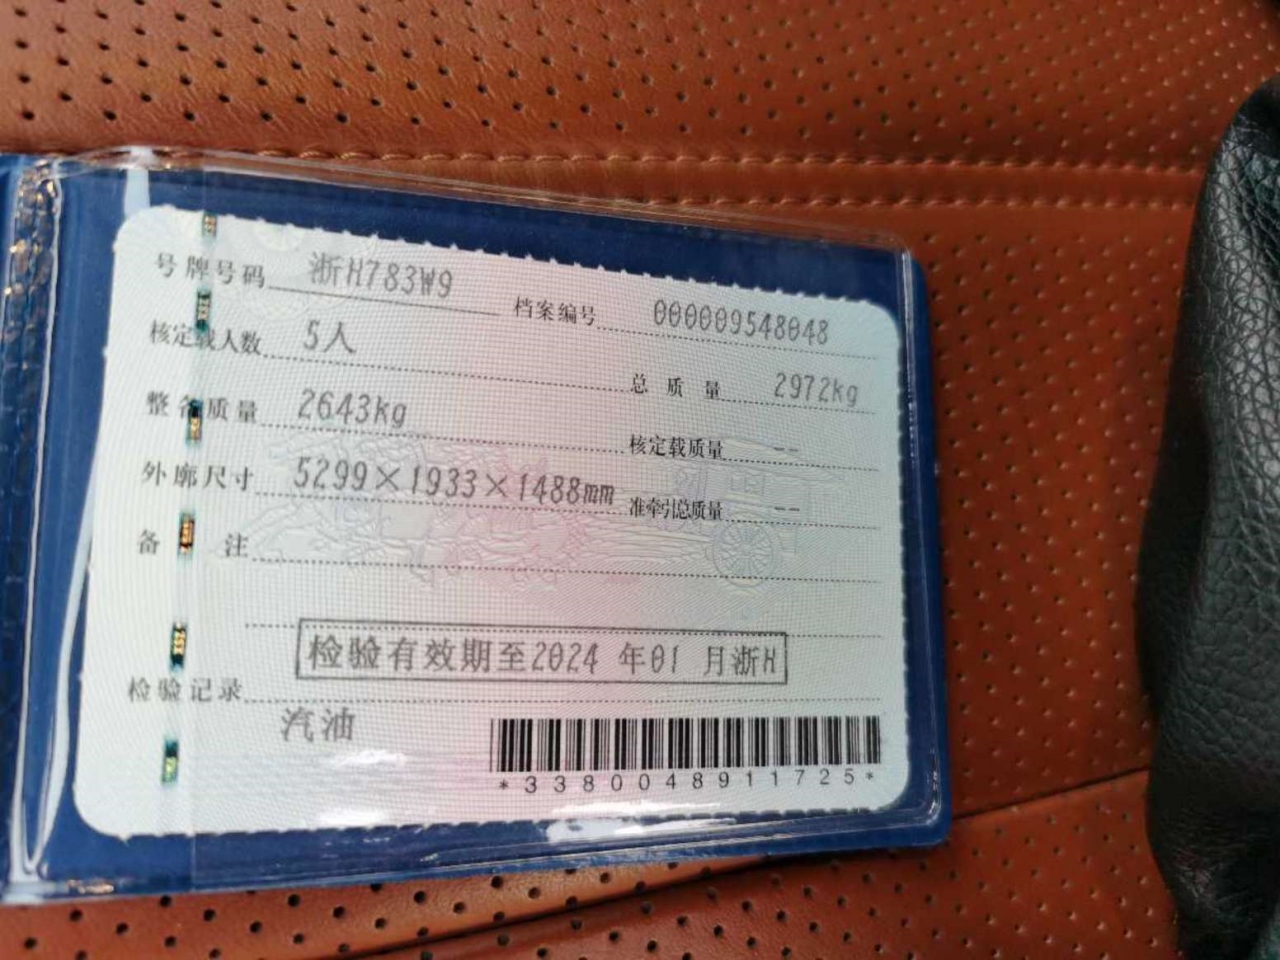 号牌号码 浙H783W9 档案编号 000009548048
核定载人数 5人 总质量 2972kg
整备质量 2643kg 核定载质量 --
外廓尺寸 5299×1933×1488mm 准牵引总质量 --
备注
检验有效期至2024 年01 月浙H
检验记录
汽油
*3380048911725*